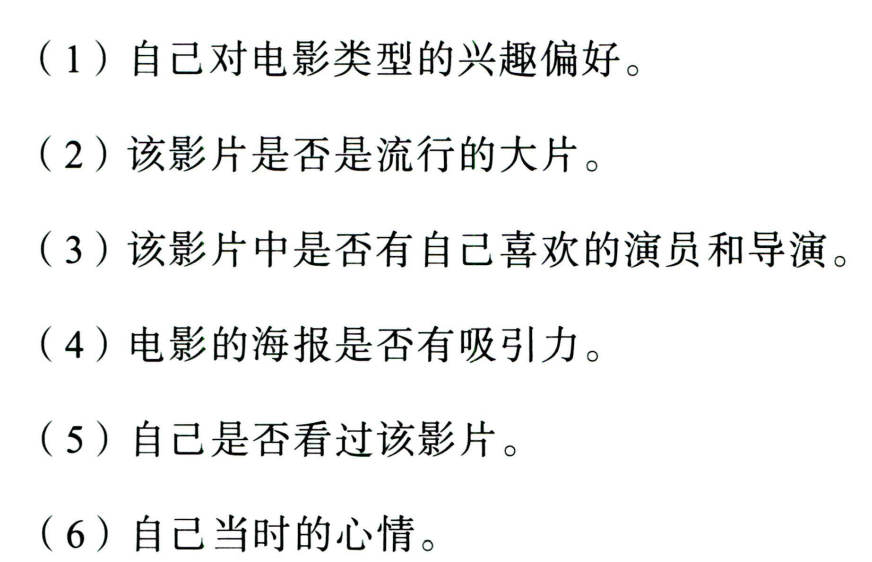 （1）自己对电影类型的兴趣偏好。
（2）该影片是否是流行的大片。
（3）该影片中是否有自己喜欢的演员和导演。
（4）电影的海报是否有吸引力。
（5）自己是否看过该影片。
（6）自己当时的心情。